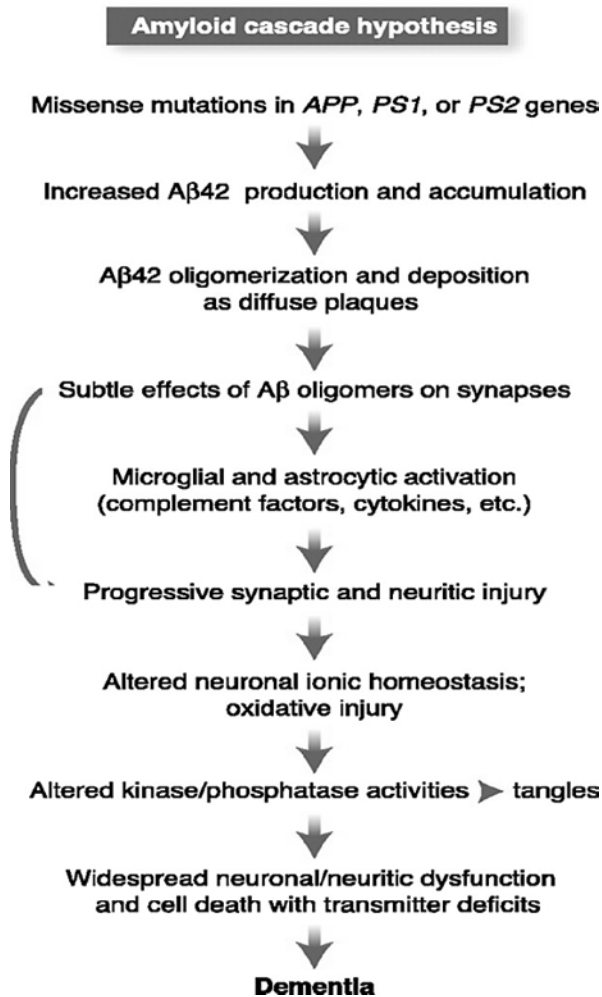 Amyloid cascade hypothesis
Missense mutations in APP, PS1, or PS2 genes
Increased Aβ42 production and accumulation
Aβ42 oligomerization and deposition
as diffuse plaques
Subtle effects of Aβ oligomers on synapses
Microglial and astrocytic activation
(complement factors, cytokines, etc.)
Progressive synaptic and neuritic injury
Altered neuronal ionic homeostasis;
oxidative injury
Altered kinase/phosphatase activities ➤ tangles
Widespread neuronal/neuritic dysfunction
and cell death with transmitter deficits
Dementia